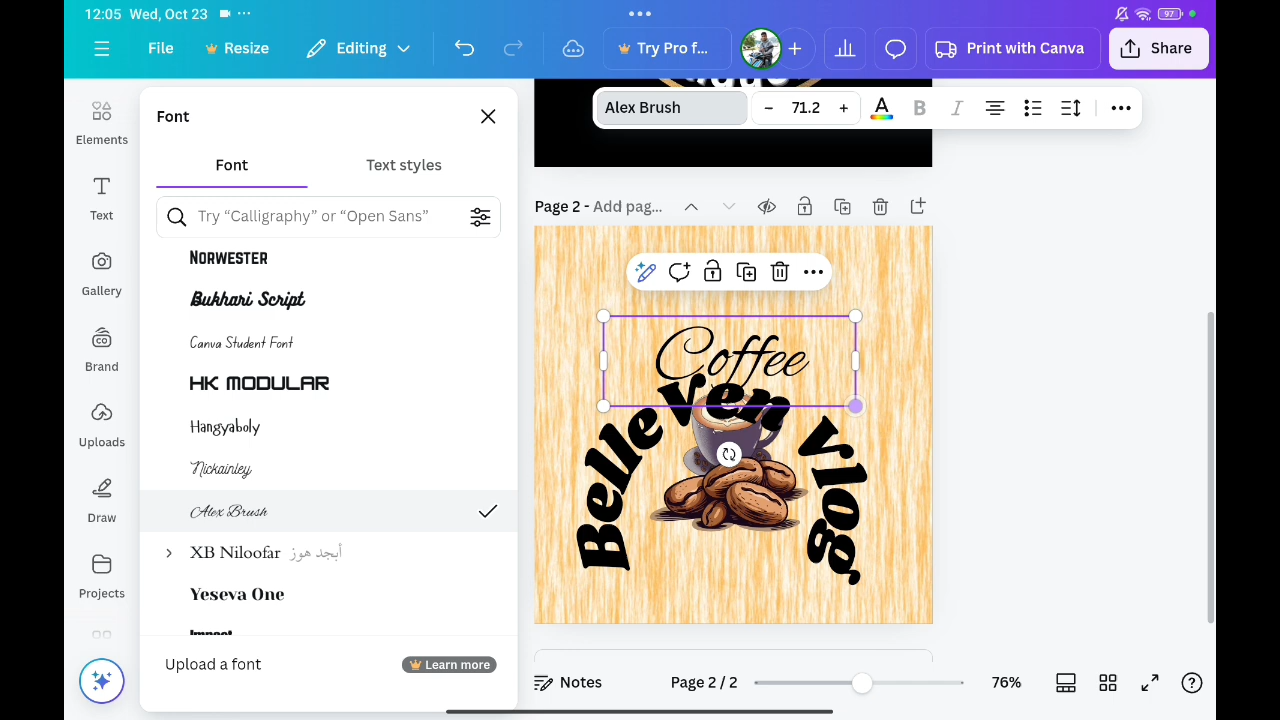 12:05 Wed, Oct 23
97
File
Resize
Editing
Try Pro f...
Print with Canva
Share
Elements
Text
Gallery
Brand
Uploads
Draw
Projects
Font
Font
Text styles
Try “Calligraphy” or “Open Sans”
NORWESTER
Bukhari Script
Canva Student Font
HK MODULAR
Hangyaboly
Nickainley
Alex Brush
XB Niloofar أبجد هوز
Yeseva One
Impact
Upload a font
Learn more
Alex Brush
– 71.2 +
A B I
Page 2 - Add pag...
Coffee
Belleven Vlog
Notes
Page 2 / 2
76%